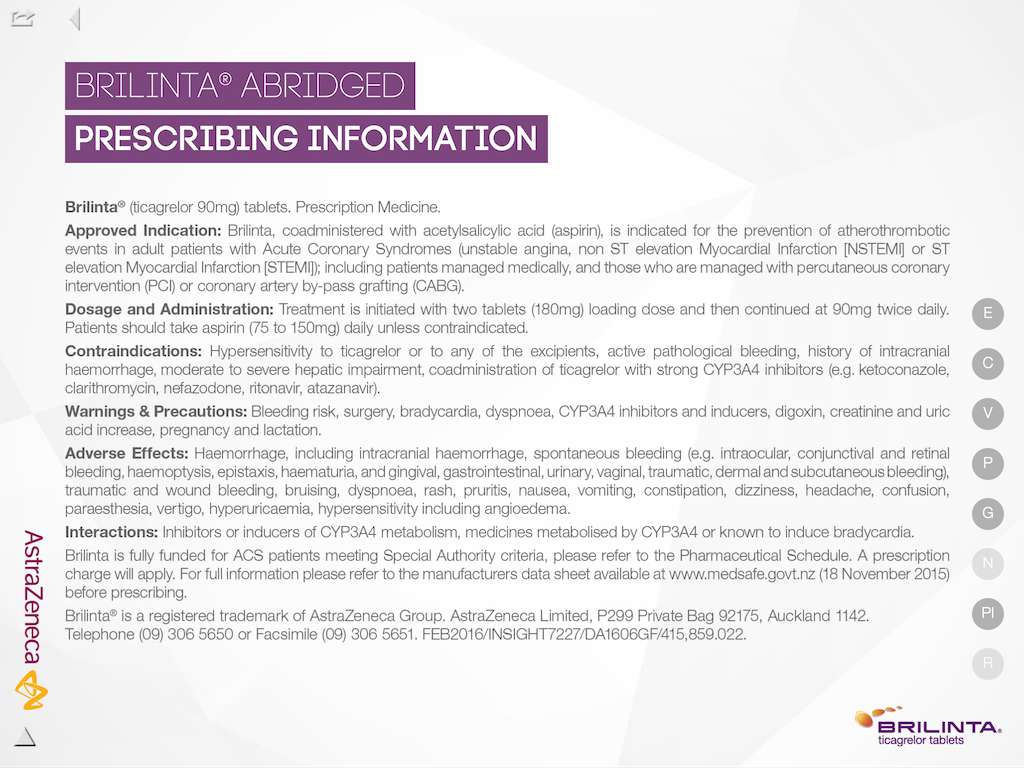 BRILINTA® ABRIDGED
PRESCRIBING INFORMATION
Brilinta® (ticagrelor 90mg) tablets. Prescription Medicine.
Approved Indication: Brilinta, coadministered with acetylsalicylic acid (aspirin), is indicated for the prevention of atherothrombotic
events in adult patients with Acute Coronary Syndromes (unstable angina, non ST elevation Myocardial Infarction [NSTEMI] or ST
elevation Myocardial Infarction [STEMI]); including patients managed medically, and those who are managed with percutaneous coronary
intervention (PCI) or coronary artery by-pass grafting (CABG).
Dosage and Administration: Treatment is initiated with two tablets (180mg) loading dose and then continued at 90mg twice daily.
Patients should take aspirin (75 to 150mg) daily unless contraindicated.
Contraindications: Hypersensitivity to ticagrelor or to any of the excipients, active pathological bleeding, history of intracranial
haemorrhage, moderate to severe hepatic impairment, coadministration of ticagrelor with strong CYP3A4 inhibitors (e.g. ketoconazole,
clarithromycin, nefazodone, ritonavir, atazanavir).
Warnings & Precautions: Bleeding risk, surgery, bradycardia, dyspnoea, CYP3A4 inhibitors and inducers, digoxin, creatinine and uric
acid increase, pregnancy and lactation.
Adverse Effects: Haemorrhage, including intracranial haemorrhage, spontaneous bleeding (e.g. intraocular, conjunctival and retinal
bleeding, haemoptysis, epistaxis, haematuria, and gingival, gastrointestinal, urinary, vaginal, traumatic, dermal and subcutaneous bleeding),
traumatic and wound bleeding, bruising, dyspnoea, rash, pruritis, nausea, vomiting, constipation, dizziness, headache, confusion,
paraesthesia, vertigo, hyperuricaemia, hypersensitivity including angioedema.
Interactions: Inhibitors or inducers of CYP3A4 metabolism, medicines metabolised by CYP3A4 or known to induce bradycardia.
Brilinta is fully funded for ACS patients meeting Special Authority criteria, please refer to the Pharmaceutical Schedule. A prescription
charge will apply. For full information please refer to the manufacturers data sheet available at www.medsafe.govt.nz (18 November 2015)
before prescribing.
Brilinta® is a registered trademark of AstraZeneca Group. AstraZeneca Limited, P299 Private Bag 92175, Auckland 1142.
Telephone (09) 306 5650 or Facsimile (09) 306 5651. FEB2016/INSIGHT7227/DA1606GF/415,859.022.
E
C
V
P
G
N
PI
R
AstraZeneca
BRILINTA®
ticagrelor tablets